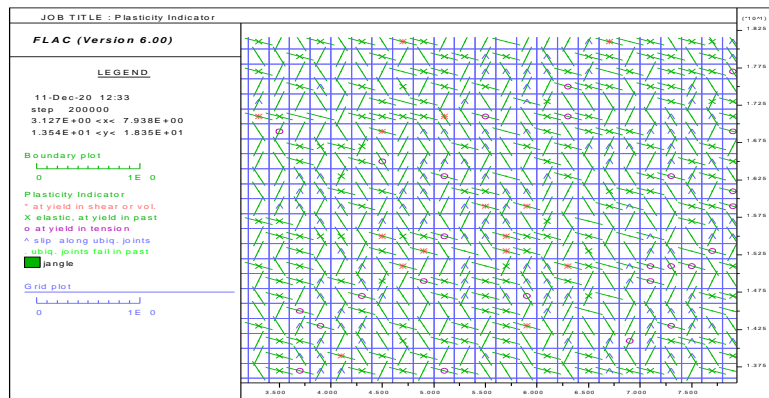 JOB TITLE : Plasticity Indicator
(*10^1)
FLAC (Version 6.00)
LEGEND
11-Dec-20 12:33
step 200000
3.127E+00 <x< 7.938E+00
1.354E+01 <y< 1.835E+01
Boundary plot
0 1E 0
Plasticity Indicator
* at yield in shear or vol.
X elastic, at yield in past
o at yield in tension
^ slip along ubiq. joints
ubiq. joints fail in past
jangle
Grid plot
0 1E 0
1.825
1.775
1.725
1.675
1.625
1.575
1.525
1.475
1.425
1.375
3.500 4.000 4.500 5.000 5.500 6.000 6.500 7.000 7.500